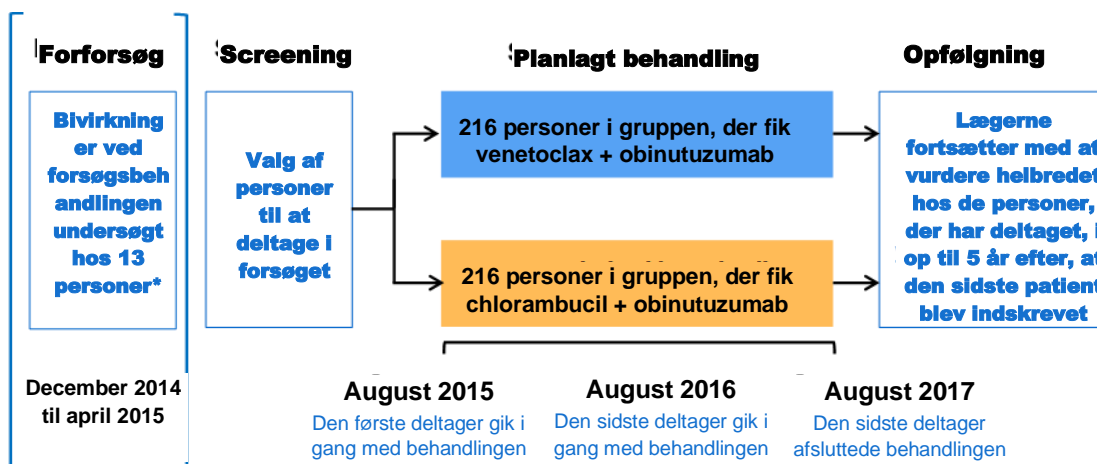 Forforsøg
Screening
Planlagt behandling
Opfølgning
Bivirkning
er ved
forsøgsbeh
andlingen
undersøgt
hos 13
personer*
Valg af
personer
til at
deltage i
forsøget
216 personer i gruppen, der fik
venetoclax + obinutuzumab
216 personer i gruppen, der fik
chlorambucil + obinutuzumab
Lægerne
fortsætter med at
vurdere helbredet
hos de personer,
der har deltaget, i
op til 5 år efter, at
den sidste patient
blev indskrevet
December 2014
til april 2015
August 2015
Den første deltager gik i
gang med behandlingen
August 2016
Den sidste deltager gik i
gang med behandlingen
August 2017
Den sidste deltager
afsluttede behandlingen